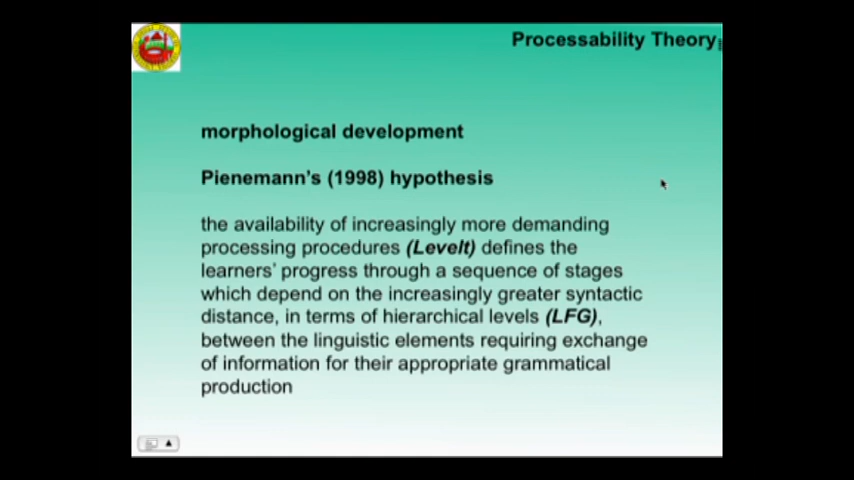 Processability Theory
morphological development
Pienemann's (1998) hypothesis
the availability of increasingly more demanding
processing procedures (Levelt) defines the
learners' progress through a sequence of stages
which depend on the increasingly greater syntactic
distance, in terms of hierarchical levels (LFG),
between the linguistic elements requiring exchange
of information for their appropriate grammatical
production